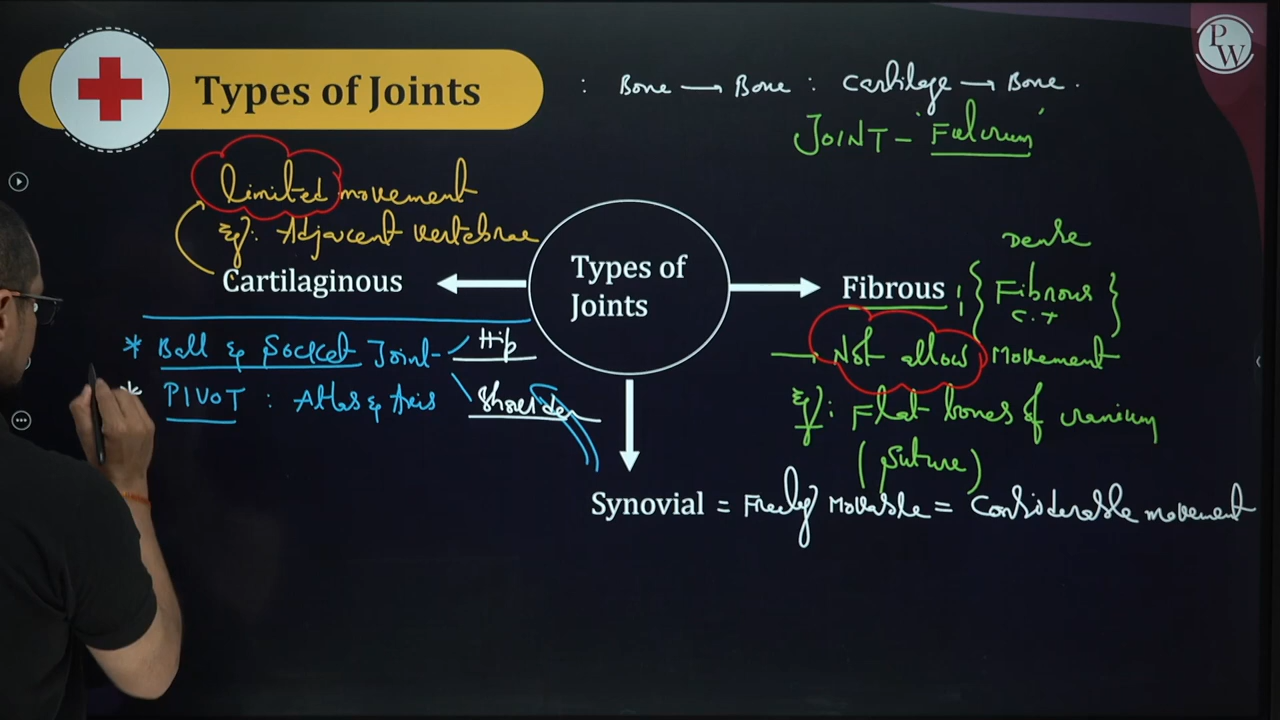 Types of Joints
: Bone → Bone : Cartilage → Bone .
JOINT - 'Fulcrum'
PW
Limited movement
Eg: Adjacent vertebrae
Cartilaginous
Types of
Joints
Fibrous : { Dense
Fibrous
C.T }
→ Not allow Movement
Eg: Flat bones of cranium
(Suture)
* Ball & Socket Joint - Hip
Shoulder
* PIVOT : Atlas & Axis
Synovial = Freely Movable = Considerable movement